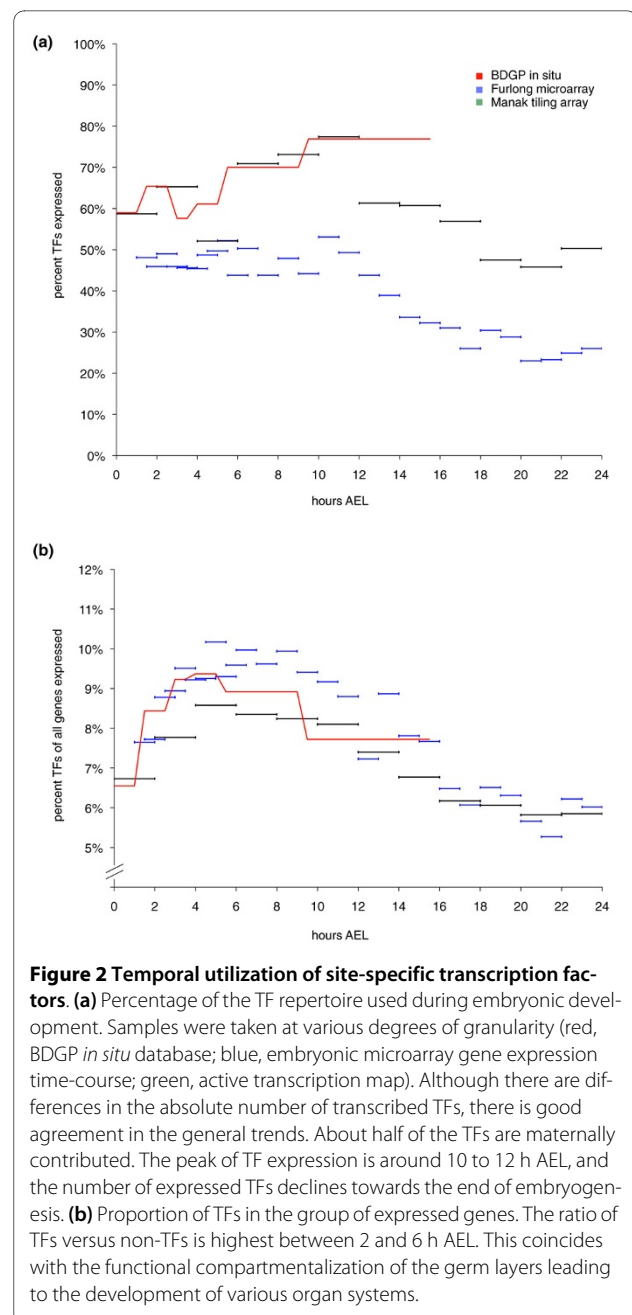 (a)
100%
90%
80%
70%
60%
50%
40%
30%
20%
10%
0%
percent TFs expressed
BDGP in situ
Furlong microarray
Manak tiling array
0 2 4 6 8 10 12 14 16 18 20 22 24
hours AEL
(b)
12%
11%
10%
9%
8%
7%
6%
5%
percent TFs of all genes expressed
0 2 4 6 8 10 12 14 16 18 20 22 24
hours AEL
Figure 2 Temporal utilization of site-specific transcription fac-
tors. (a) Percentage of the TF repertoire used during embryonic devel-
opment. Samples were taken at various degrees of granularity (red,
BDGP in situ database; blue, embryonic microarray gene expression
time-course; green, active transcription map). Although there are dif-
ferences in the absolute number of transcribed TFs, there is good
agreement in the general trends. About half of the TFs are maternally
contributed. The peak of TF expression is around 10 to 12 h AEL, and
the number of expressed TFs declines towards the end of embryogen-
esis. (b) Proportion of TFs in the group of expressed genes. The ratio of
TFs versus non-TFs is highest between 2 and 6 h AEL. This coincides
with the functional compartmentalization of the germ layers leading
to the development of various organ systems.